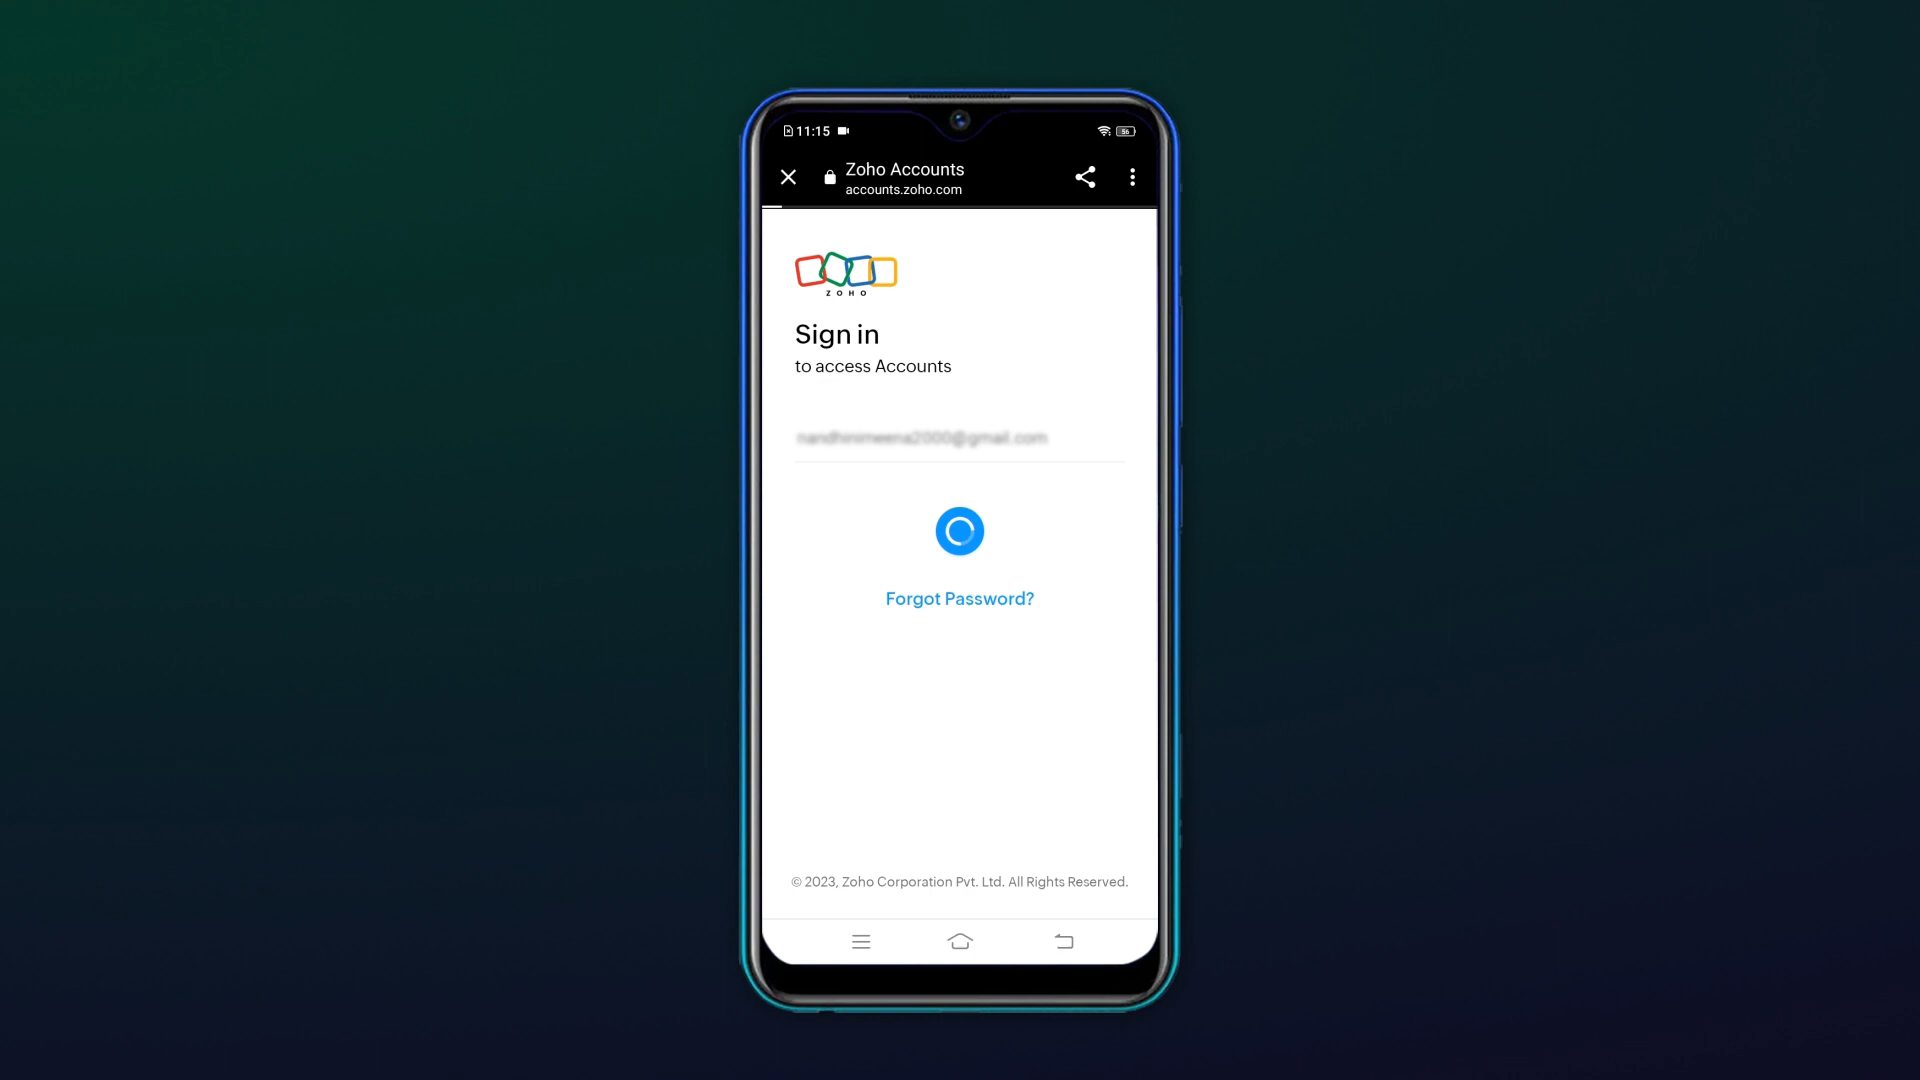 11:15
56
Zoho Accounts
accounts.zoho.com
ZOHO
Sign in
to access Accounts
Forgot Password?
© 2023, Zoho Corporation Pvt. Ltd. All Rights Reserved.